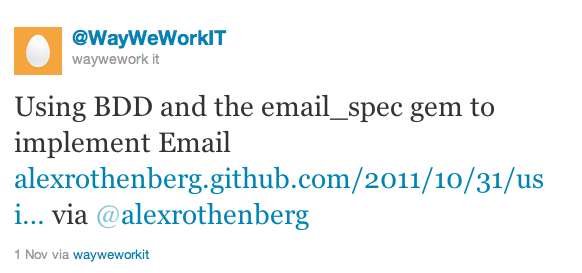 @WayWeWorkIT
waywework it
Using BDD and the email_spec gem to
implement Email
alexrothenberg.github.com/2011/10/31/us
i... via @alexrothenberg
1 Nov via wayweworkit